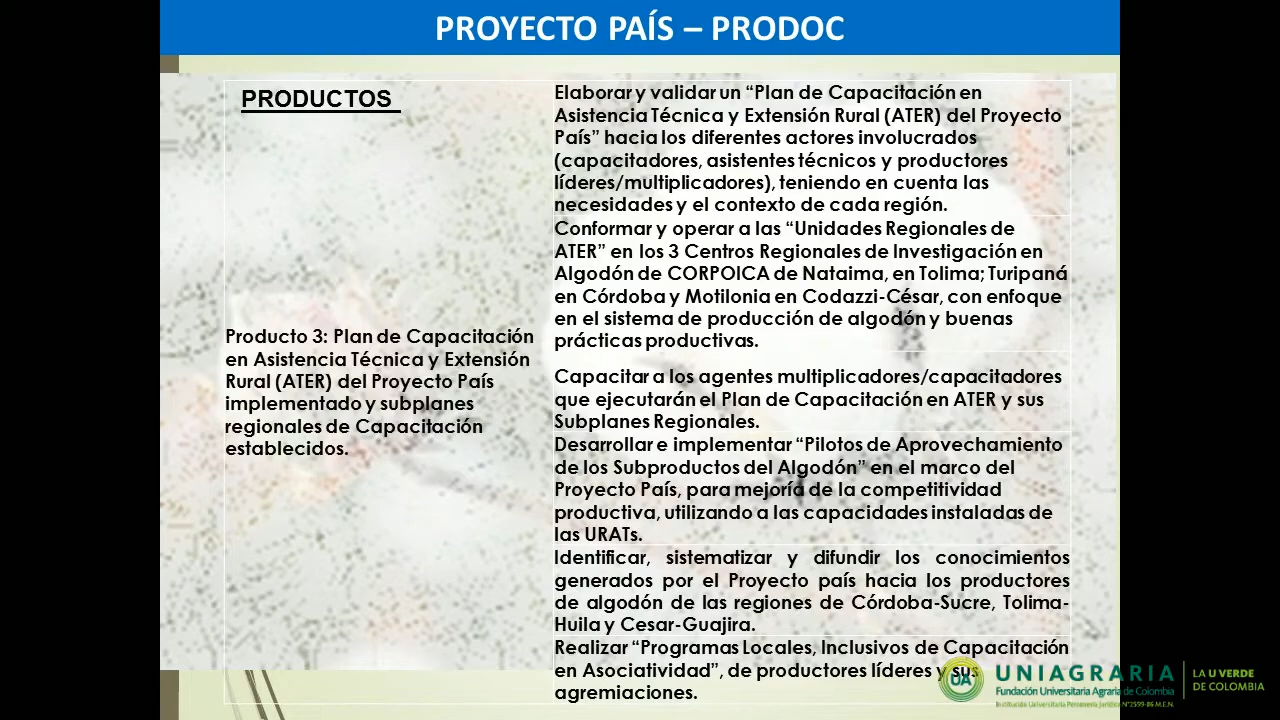 PROYECTO PAÍS – PRODOC
PRODUCTOS
Producto 3: Plan de Capacitación
en Asistencia Técnica y Extensión
Rural (ATER) del Proyecto País
implementado y subplanes
regionales de Capacitación
establecidos.
Elaborar y validar un “Plan de Capacitación en
Asistencia Técnica y Extensión Rural (ATER) del Proyecto
País” hacia los diferentes actores involucrados
(capacitadores, asistentes técnicos y productores
líderes/multiplicadores), teniendo en cuenta las
necesidades y el contexto de cada región.
Conformar y operar a las “Unidades Regionales de
ATER” en los 3 Centros Regionales de Investigación en
Algodón de CORPOICA de Nataima, en Tolima; Turipaná
en Córdoba y Motilonia en Codazzi-César, con enfoque
en el sistema de producción de algodón y buenas
prácticas productivas.
Capacitar a los agentes multiplicadores/capacitadores
que ejecutarán el Plan de Capacitación en ATER y sus
Subplanes Regionales.
Desarrollar e implementar “Pilotos de Aprovechamiento
de los Subproductos del Algodón” en el marco del
Proyecto País, para mejoría de la competitividad
productiva, utilizando a las capacidades instaladas de
las URATs.
Identificar, sistematizar y difundir los conocimientos
generados por el Proyecto país hacia los productores
de algodón de las regiones de Córdoba-Sucre, Tolima-
Huila y Cesar-Guajira.
Realizar “Programas Locales, Inclusivos de Capacitación
en Asociatividad”, de productores líderes y sus
agremiaciones.
UA
UNIAGRARIA
Fundación Universitaria Agraria de Colombia
Institución Universitaria Personería Jurídica N°2599-86 M.E.N.
LA U VERDE
DE COLOMBIA